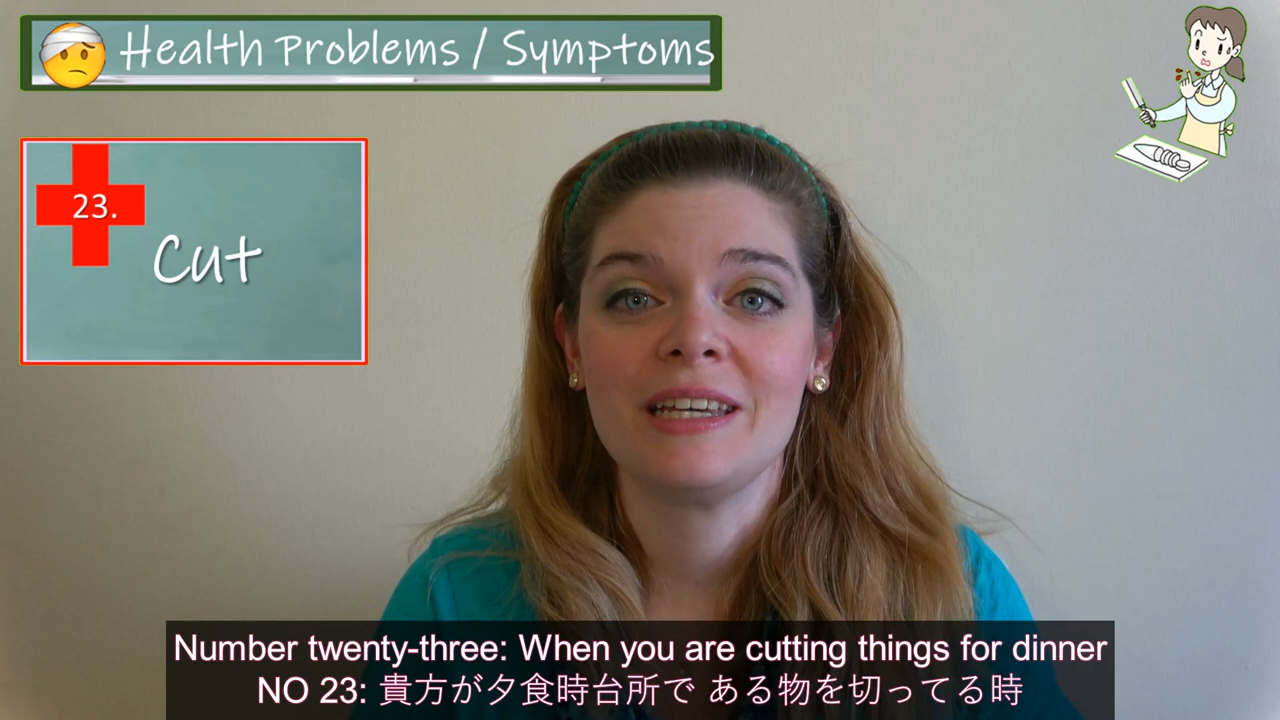 Health Problems / Symptoms
23.
Cut
Number twenty-three: When you are cutting things for dinner
NO 23: 貴方が夕食時台所で ある物を切ってる時